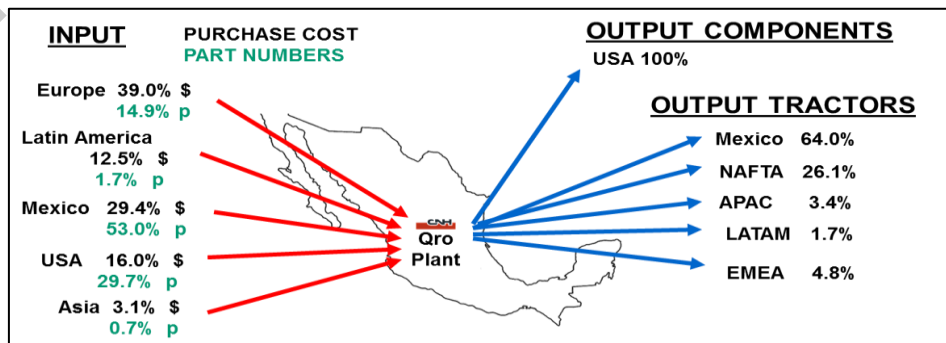 INPUT
PURCHASE COST
PART NUMBERS
Europe 39.0% $
14.9% p
Latin America
12.5% $
1.7% p
Mexico 29.4% $
53.0% p
USA 16.0% $
29.7% p
Asia 3.1% $
0.7% p
CNH
Qro
Plant
OUTPUT COMPONENTS
USA 100%
OUTPUT TRACTORS
Mexico 64.0%
NAFTA 26.1%
APAC 3.4%
LATAM 1.7%
EMEA 4.8%